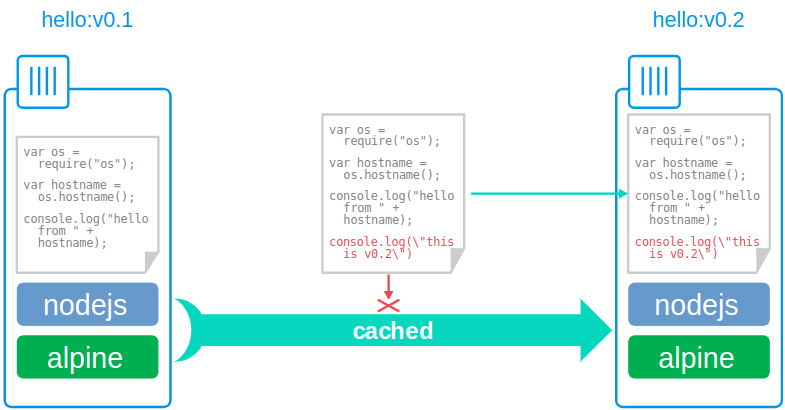 hello:v0.1
hello:v0.2
var os =
require("os");
var hostname =
os.hostname();
console.log("hello
from " +
hostname);
nodejs
alpine
var os =
require("os");
var hostname =
os.hostname();
console.log("hello
from " +
hostname);
console.log(\"this
is v0.2\")
cached
var os =
require("os");
var hostname =
os.hostname();
console.log("hello
from " +
hostname);
console.log(\"this
is v0.2\")
nodejs
alpine